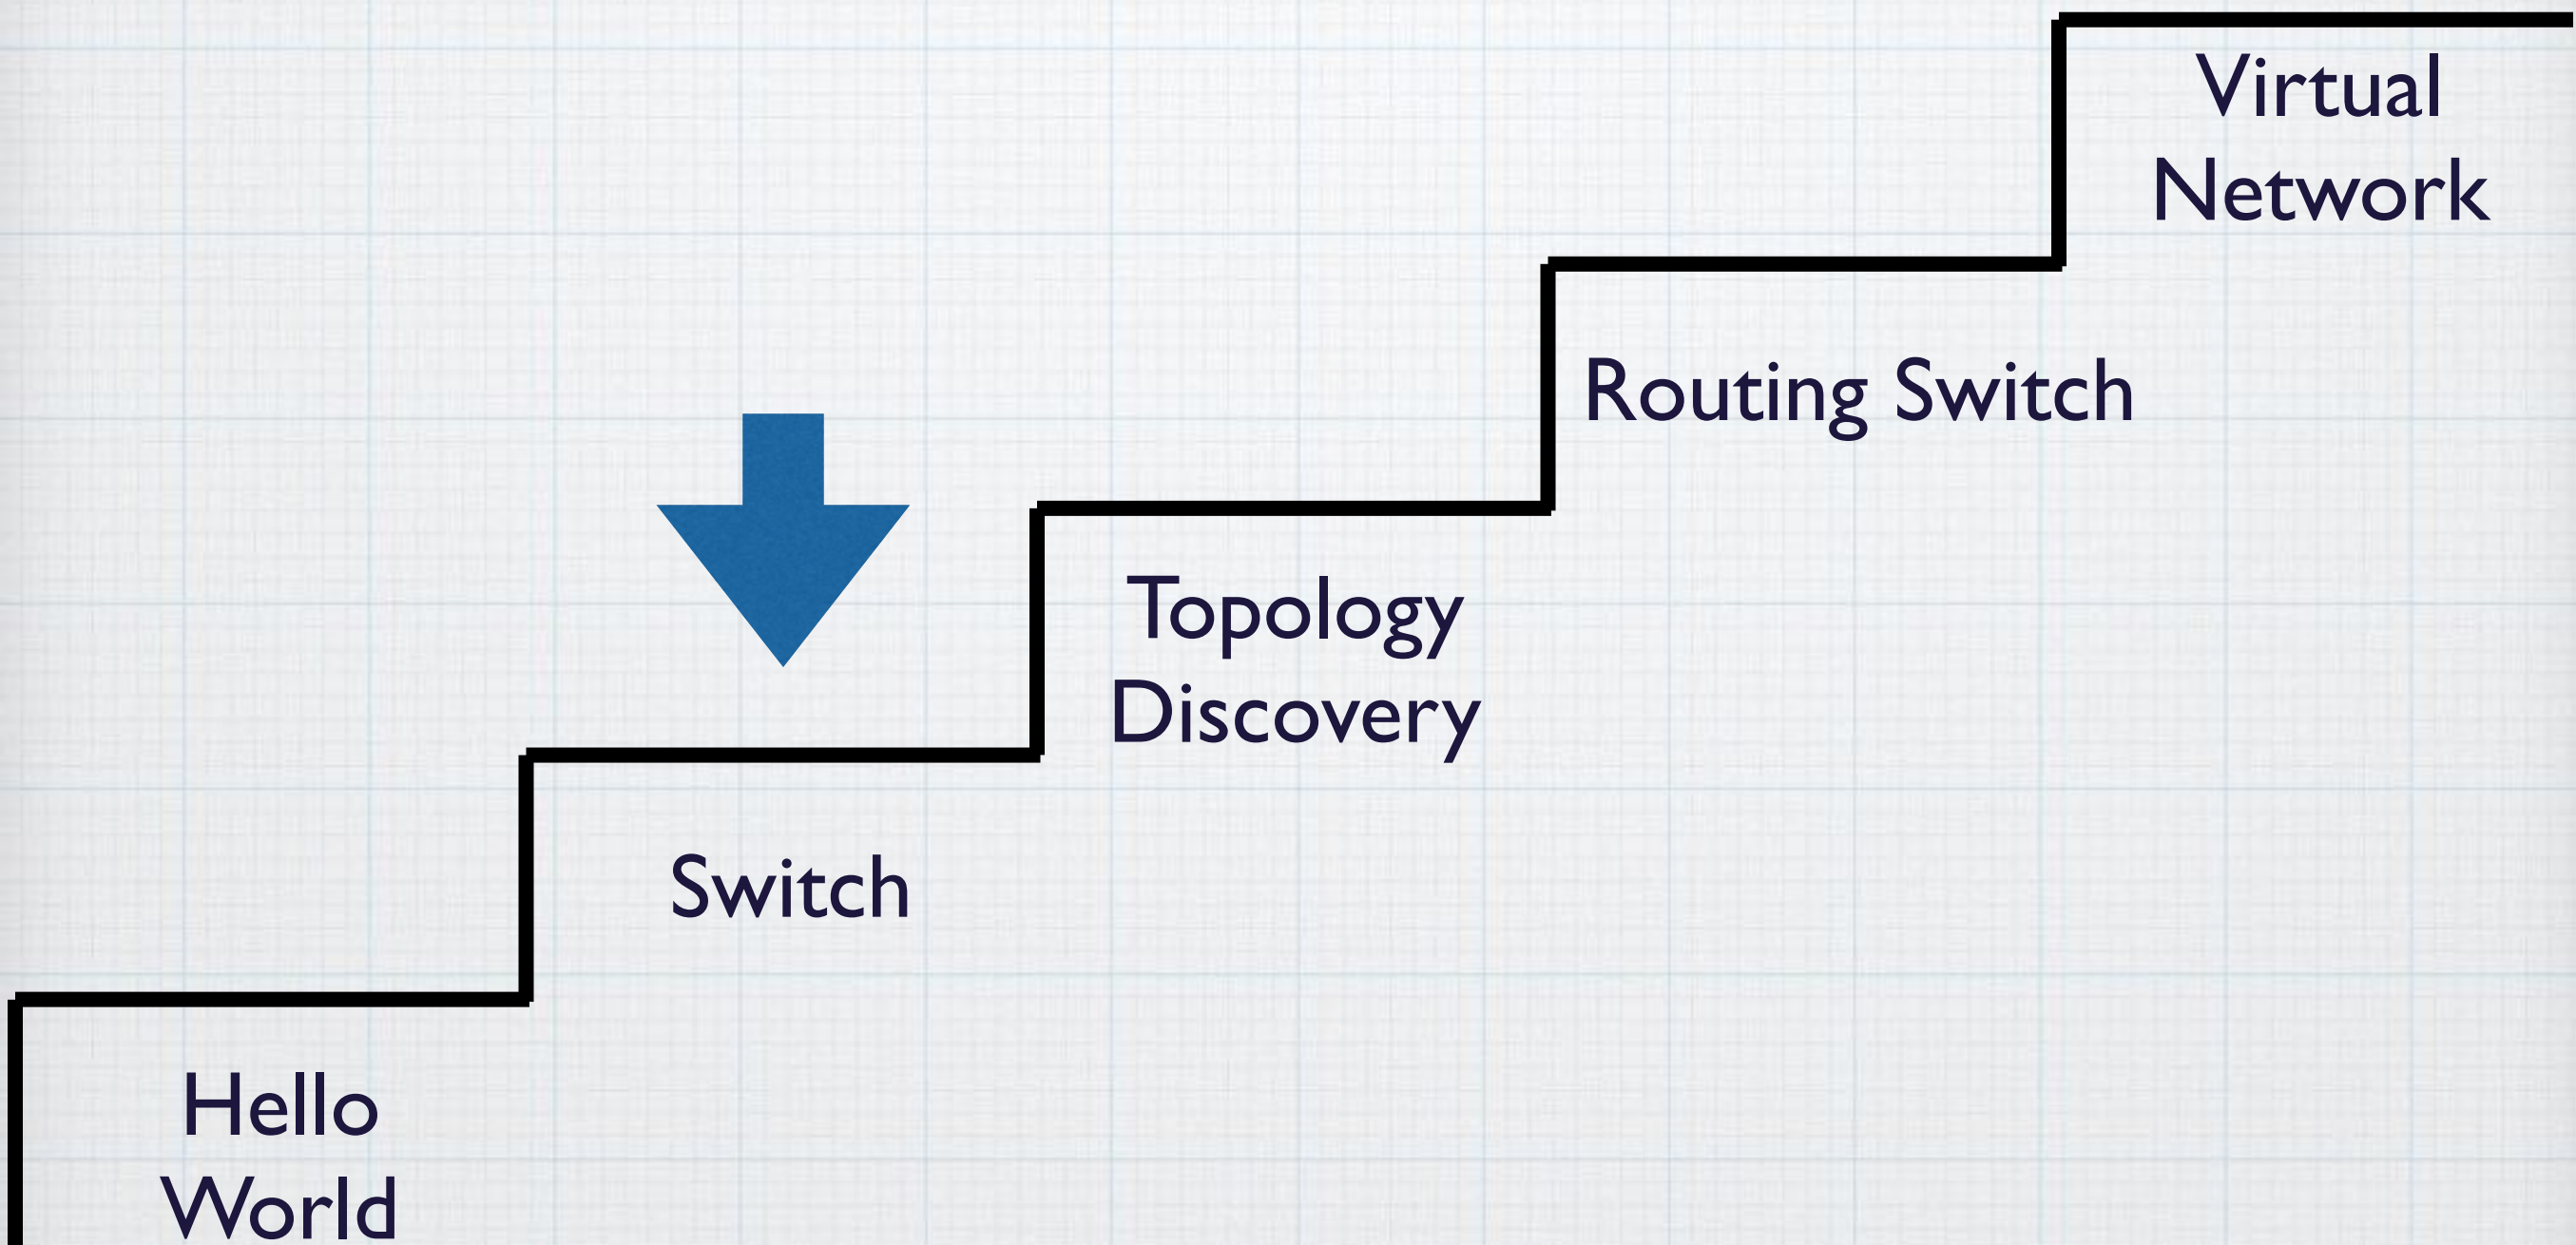 Virtual
Network
Routing Switch
Topology
Discovery
Switch
Hello
World